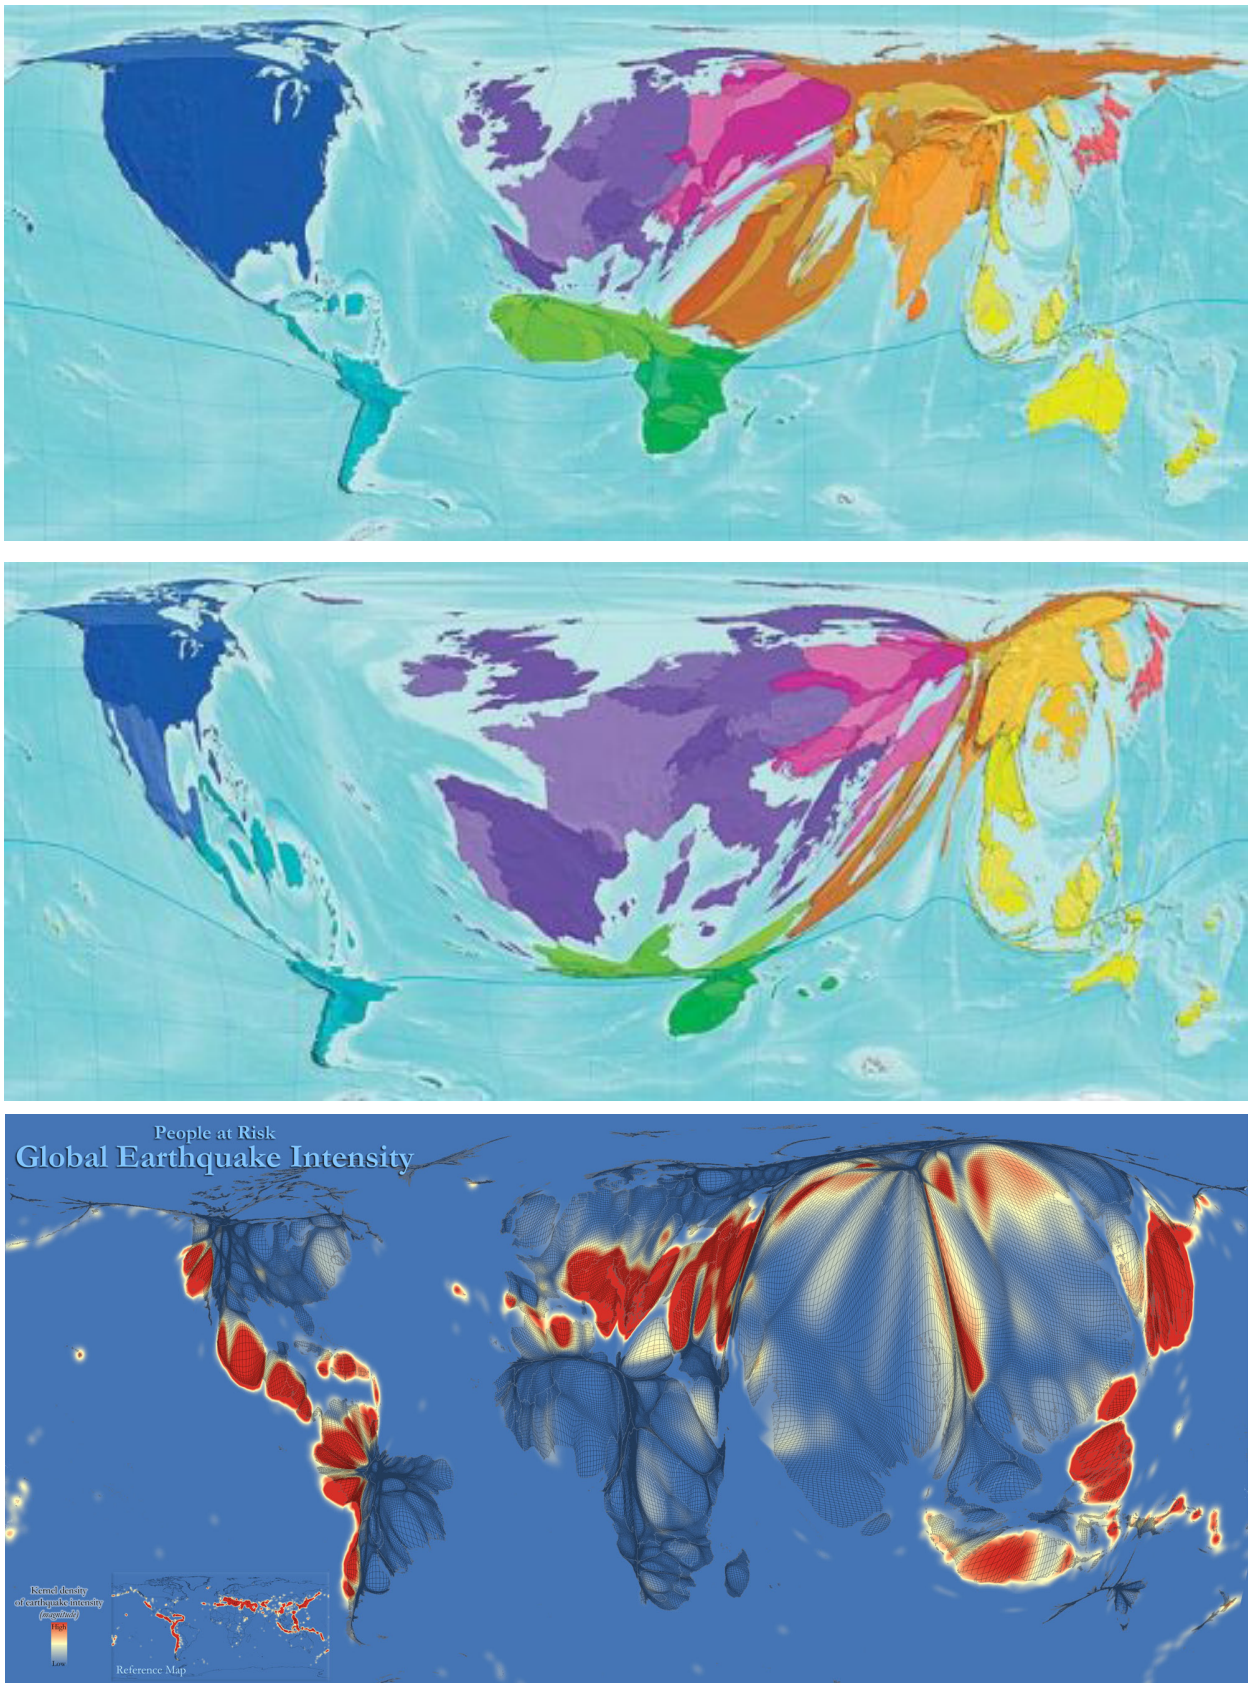 People at Risk
Global Earthquake Intensity
Kernel density
of earthquake intensity
(magnitude)
High
Low
Reference Map